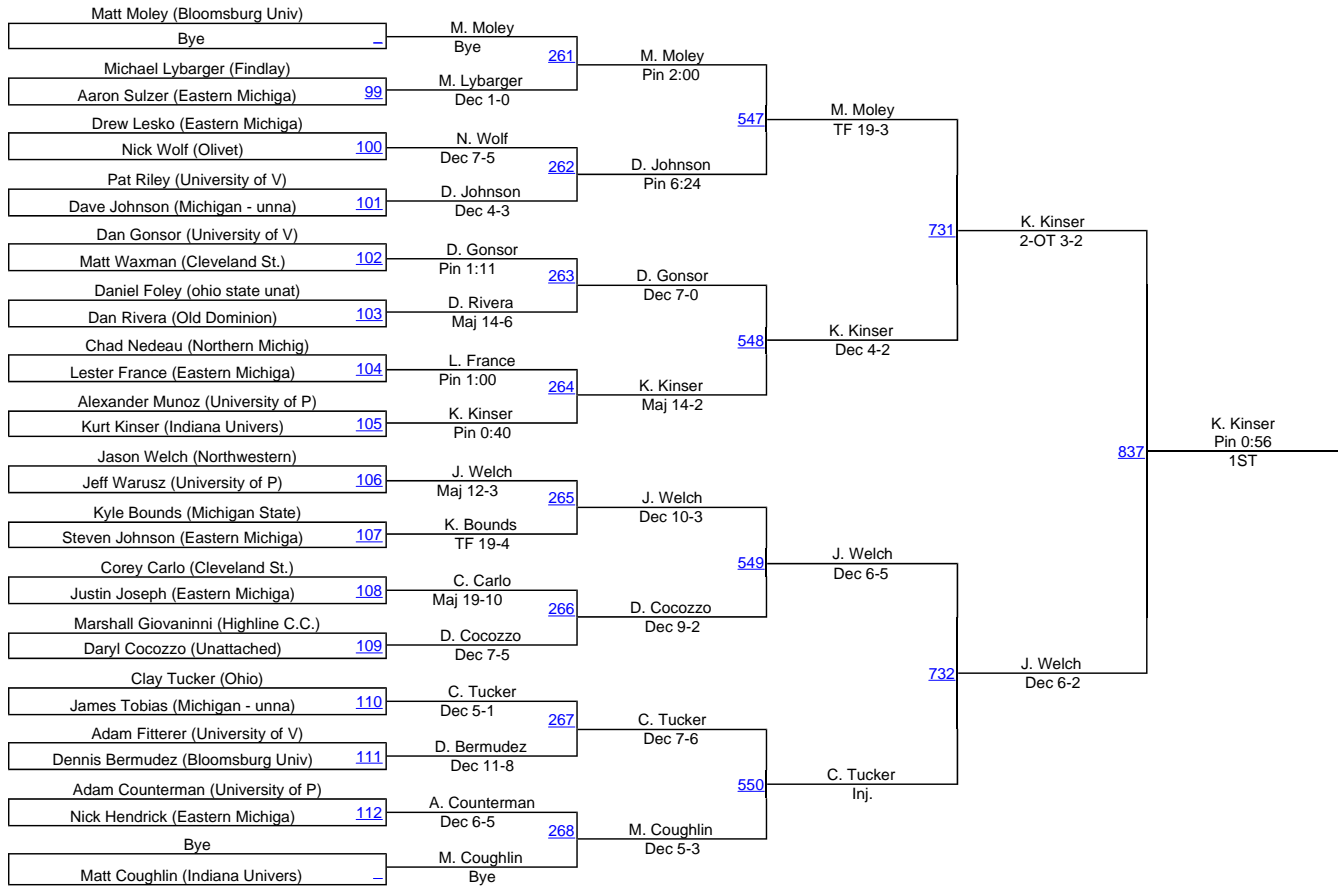 Matt Moley (Bloomsburg Univ)
Bye
–
Michael Lybarger (Findlay)
Aaron Sulzer (Eastern Michiga)
99
Drew Lesko (Eastern Michiga)
Nick Wolf (Olivet)
100
Pat Riley (University of V)
Dave Johnson (Michigan - unna)
101
Dan Gonsor (University of V)
Matt Waxman (Cleveland St.)
102
Daniel Foley (ohio state unat)
Dan Rivera (Old Dominion)
103
Chad Nedeau (Northern Michig)
Lester France (Eastern Michiga)
104
Alexander Munoz (University of P)
Kurt Kinser (Indiana Univers)
105
Jason Welch (Northwestern)
Jeff Warusz (University of P)
106
Kyle Bounds (Michigan State)
Steven Johnson (Eastern Michiga)
107
Corey Carlo (Cleveland St.)
Justin Joseph (Eastern Michiga)
108
Marshall Giovaninni (Highline C.C.)
Daryl Cocozzo (Unattached)
109
Clay Tucker (Ohio)
James Tobias (Michigan - unna)
110
Adam Fitterer (University of V)
Dennis Bermudez (Bloomsburg Univ)
111
Adam Counterman (University of P)
Nick Hendrick (Eastern Michiga)
112
Bye
Matt Coughlin (Indiana Univers)
–
M. Moley
Bye
261
M. Lybarger
Dec 1-0
N. Wolf
Dec 7-5
262
D. Johnson
Dec 4-3
D. Gonsor
Pin 1:11
263
D. Rivera
Maj 14-6
L. France
Pin 1:00
264
K. Kinser
Pin 0:40
J. Welch
Maj 12-3
265
K. Bounds
TF 19-4
C. Carlo
Maj 19-10
266
D. Cocozzo
Dec 7-5
C. Tucker
Dec 5-1
267
D. Bermudez
Dec 11-8
A. Counterman
Dec 6-5
268
M. Coughlin
Bye
M. Moley
Pin 2:00
547
D. Johnson
Pin 6:24
D. Gonsor
Dec 7-0
548
K. Kinser
Maj 14-2
J. Welch
Dec 10-3
549
D. Cocozzo
Dec 9-2
C. Tucker
Dec 7-6
550
M. Coughlin
Dec 5-3
M. Moley
TF 19-3
731
K. Kinser
Dec 4-2
J. Welch
Dec 6-5
732
C. Tucker
Inj.
K. Kinser
2-OT 3-2
837
J. Welch
Dec 6-2
K. Kinser
Pin 0:56
1ST